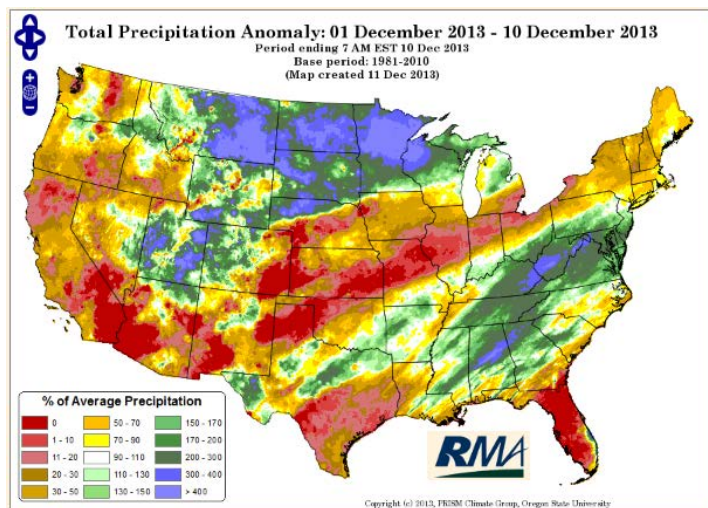 Total Precipitation Anomaly: 01 December 2013 - 10 December 2013
Period ending 7 AM EST 10 Dec 2013
Base period: 1981-2010
(Map created 11 Dec 2013)
% of Average Precipitation
0
50 - 70
150 - 170
1 - 10
70 - 90
170 - 200
11 - 20
90 - 110
200 - 300
20 - 30
110 - 130
300 - 400
30 - 50
130 - 150
> 400
RMA
Copyright (c) 2013, PRISM Climate Group, Oregon State University